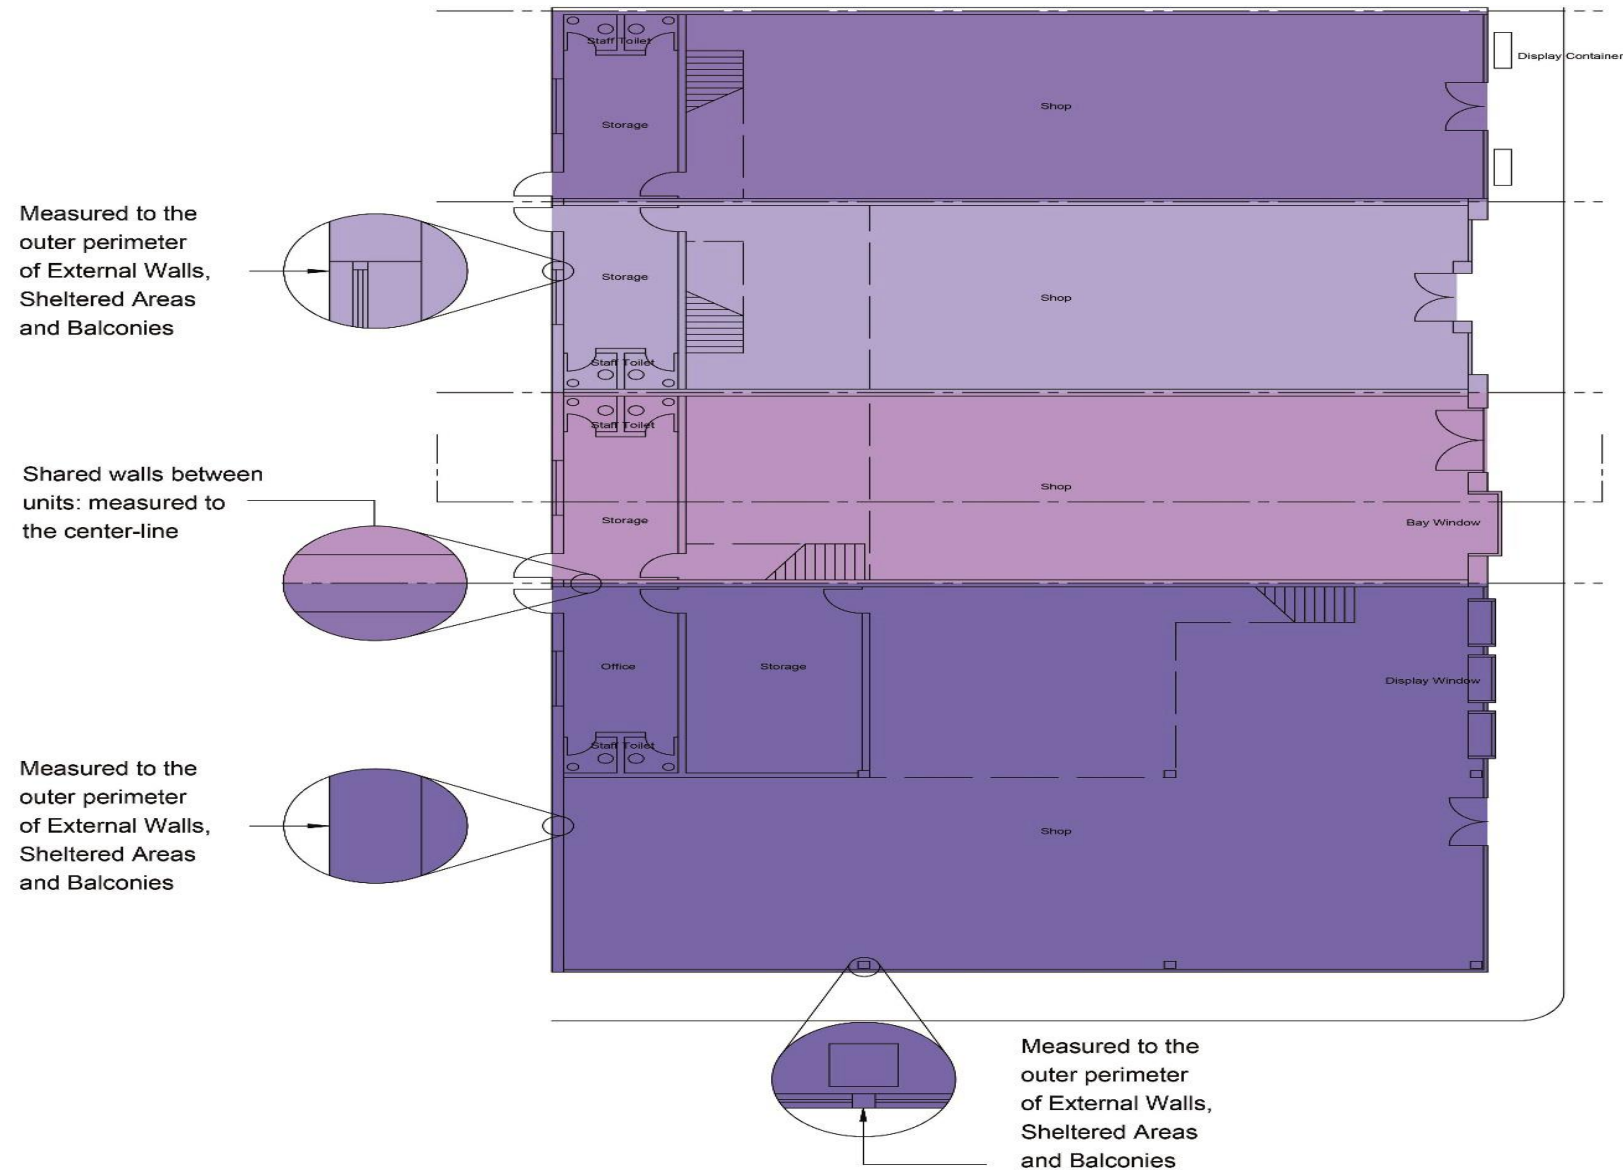 Staff Toilet
Display Container
Shop
Storage
Measured to the
outer perimeter
of External Walls,
Sheltered Areas
and Balconies
Storage
Shop
Staff Toilet
Staff Toilet
Shared walls between
units: measured to
the center-line
Shop
Storage
Bay Window
Office
Storage
Display Window
Staff Toilet
Measured to the
outer perimeter
of External Walls,
Sheltered Areas
and Balconies
Shop
Measured to the
outer perimeter
of External Walls,
Sheltered Areas
and Balconies